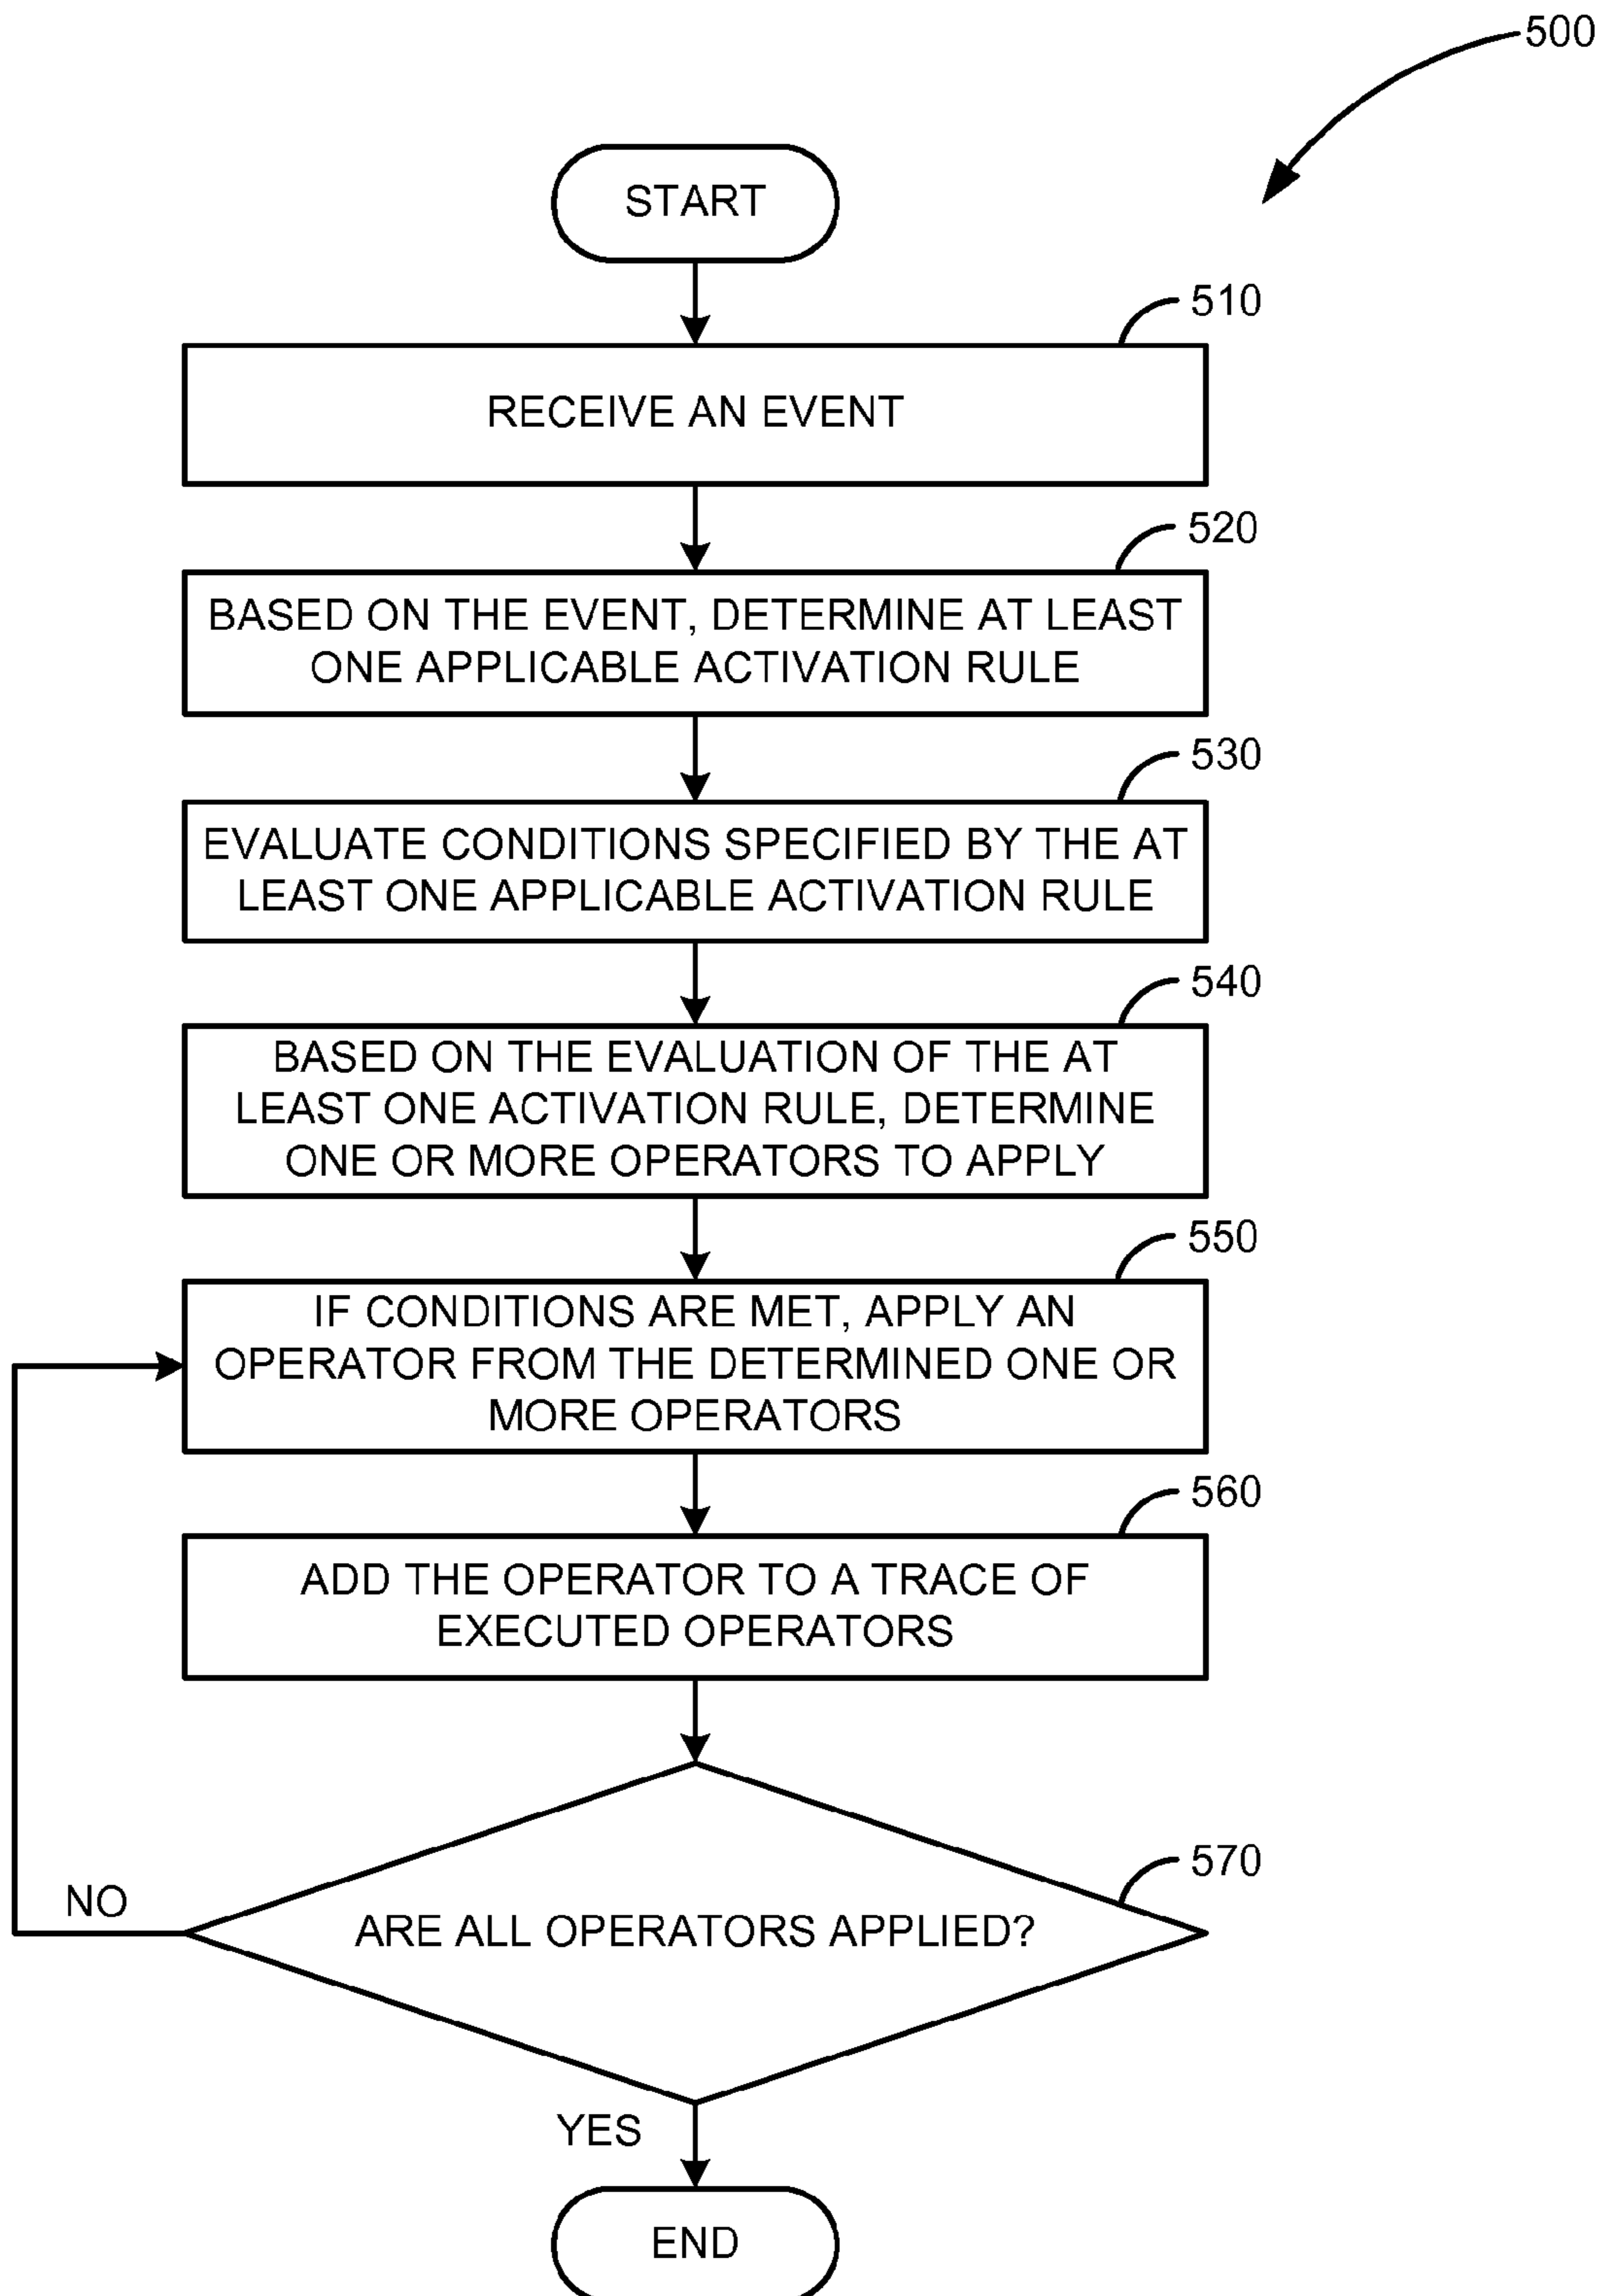 500
START
510
RECEIVE AN EVENT
520
BASED ON THE EVENT, DETERMINE AT LEAST
ONE APPLICABLE ACTIVATION RULE
530
EVALUATE CONDITIONS SPECIFIED BY THE AT
LEAST ONE APPLICABLE ACTIVATION RULE
540
BASED ON THE EVALUATION OF THE AT
LEAST ONE ACTIVATION RULE, DETERMINE
ONE OR MORE OPERATORS TO APPLY
550
IF CONDITIONS ARE MET, APPLY AN
OPERATOR FROM THE DETERMINED ONE OR
MORE OPERATORS
560
ADD THE OPERATOR TO A TRACE OF
EXECUTED OPERATORS
570
NO
ARE ALL OPERATORS APPLIED?
YES
END